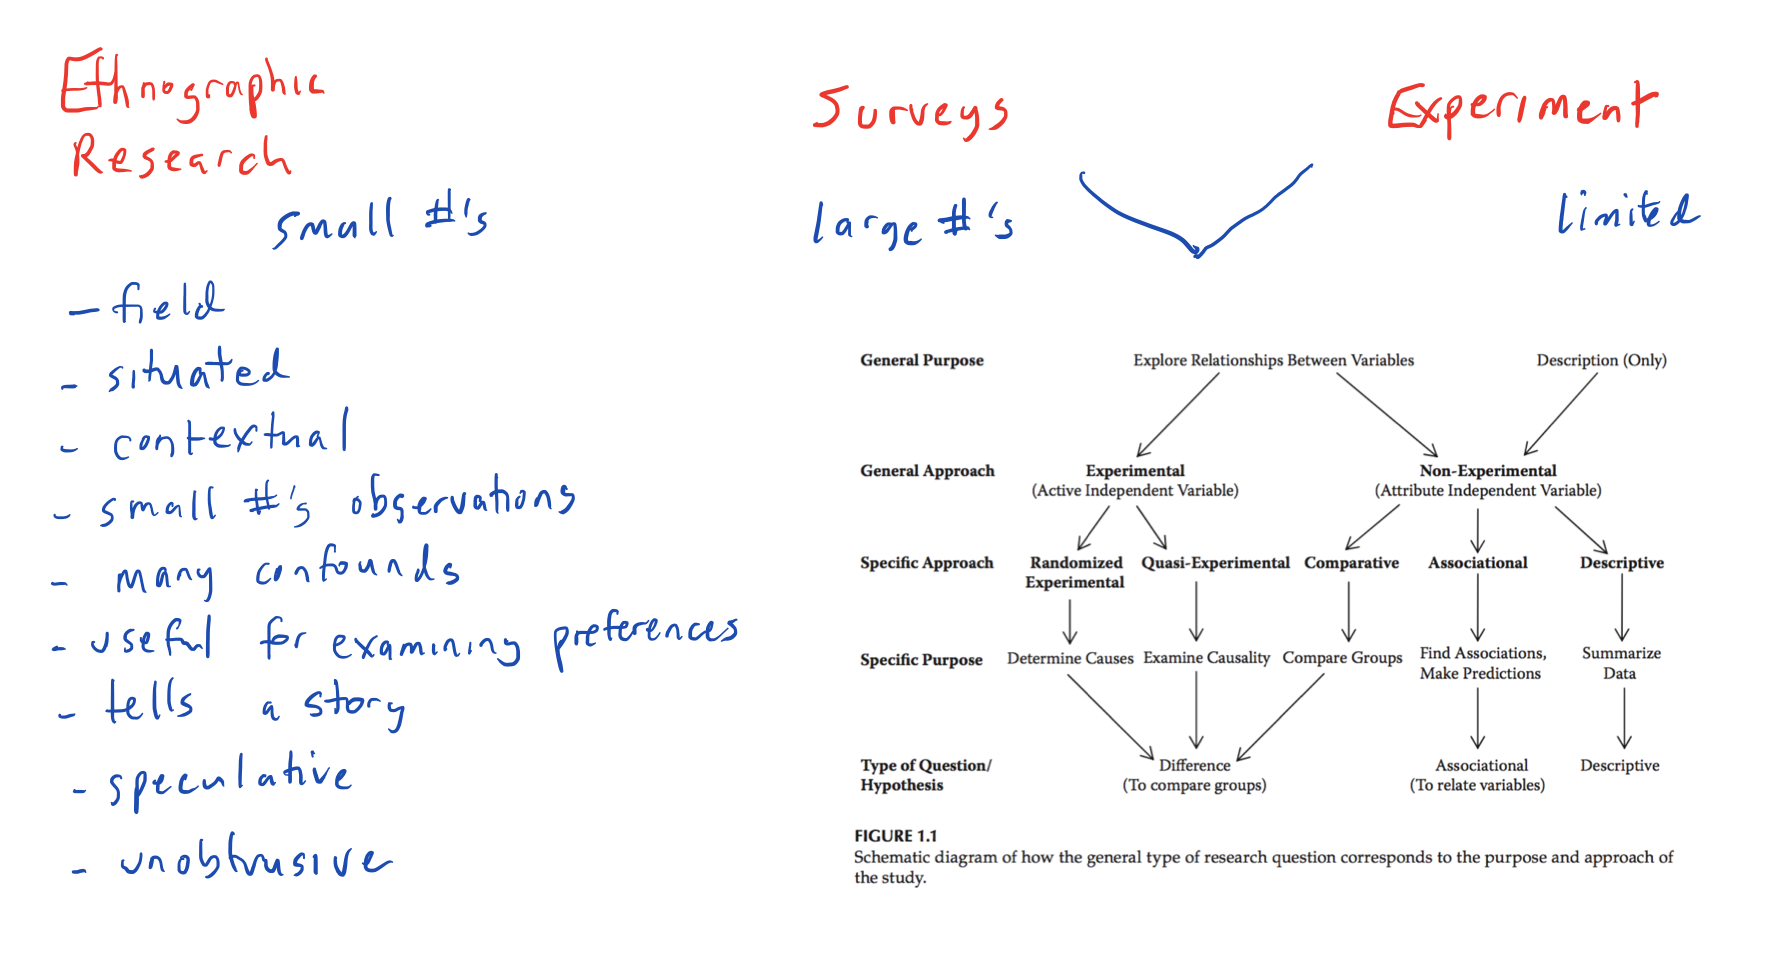 Ethnographic
Research
small #'s
- field
- situated
- contextual
- small #'s observations
- many confounds
- useful for examining preferences
- tells a story
- speculative
- unobtrusive
Surveys
large #'s
Experiment
limited
General Purpose Explore Relationships Between Variables Description (Only)
General Approach Experimental Non-Experimental
(Active Independent Variable) (Attribute Independent Variable)
Specific Approach Randomized Quasi-Experimental Comparative Associational Descriptive
Experimental
Specific Purpose Determine Causes Examine Causality Compare Groups Find Associations, Summarize
Make Predictions Data
Type of Question/ Difference Associational Descriptive
Hypothesis (To compare groups) (To relate variables)
FIGURE 1.1
Schematic diagram of how the general type of research question corresponds to the purpose and approach of
the study.